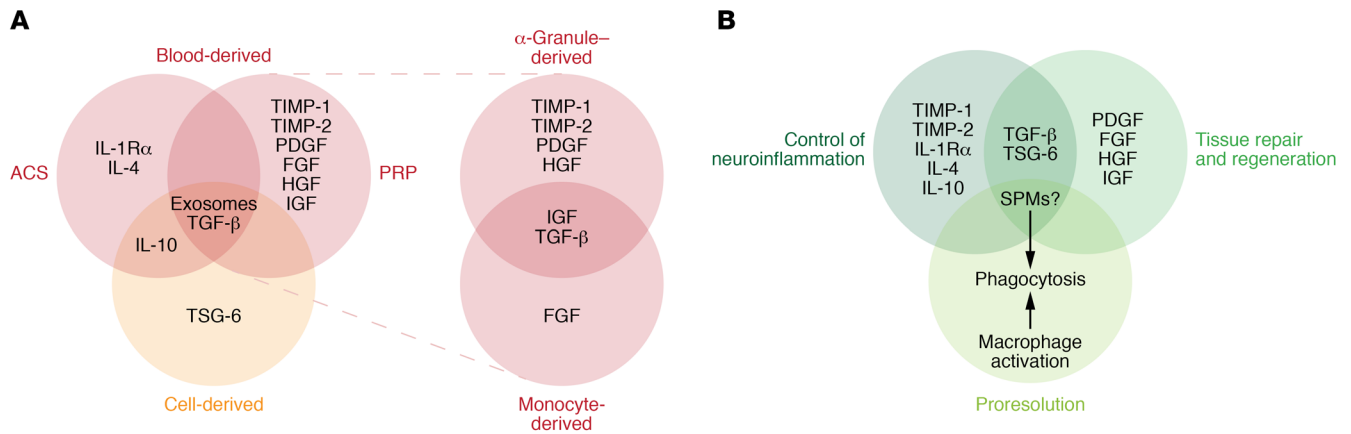 A
Blood-derived
ACS
IL-1Rα
IL-4
TIMP-1
TIMP-2
PDGF
FGF
HGF
IGF
PRP
Exosomes
TGF-β
IL-10
TSG-6
Cell-derived
α-Granule–
derived
TIMP-1
TIMP-2
PDGF
HGF
IGF
TGF-β
FGF
Monocyte-
derived
B
Control of
neuroinflammation
TIMP-1
TIMP-2
IL-1Rα
IL-4
IL-10
TGF-β
TSG-6
PDGF
FGF
HGF
IGF
Tissue repair
and regeneration
SPMs?
Phagocytosis
Macrophage
activation
Proresolution